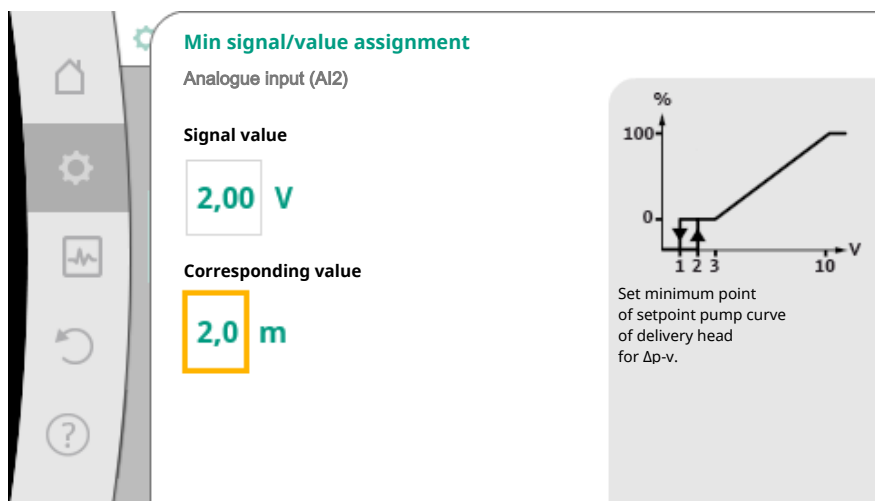 Min signal/value assignment
Analogue input (AI2)
Signal value
2,00 V
Corresponding value
2,0 m
%
100
0
1 2 3 10 V
Set minimum point
of setpoint pump curve
of delivery head
for Δp-v.
?